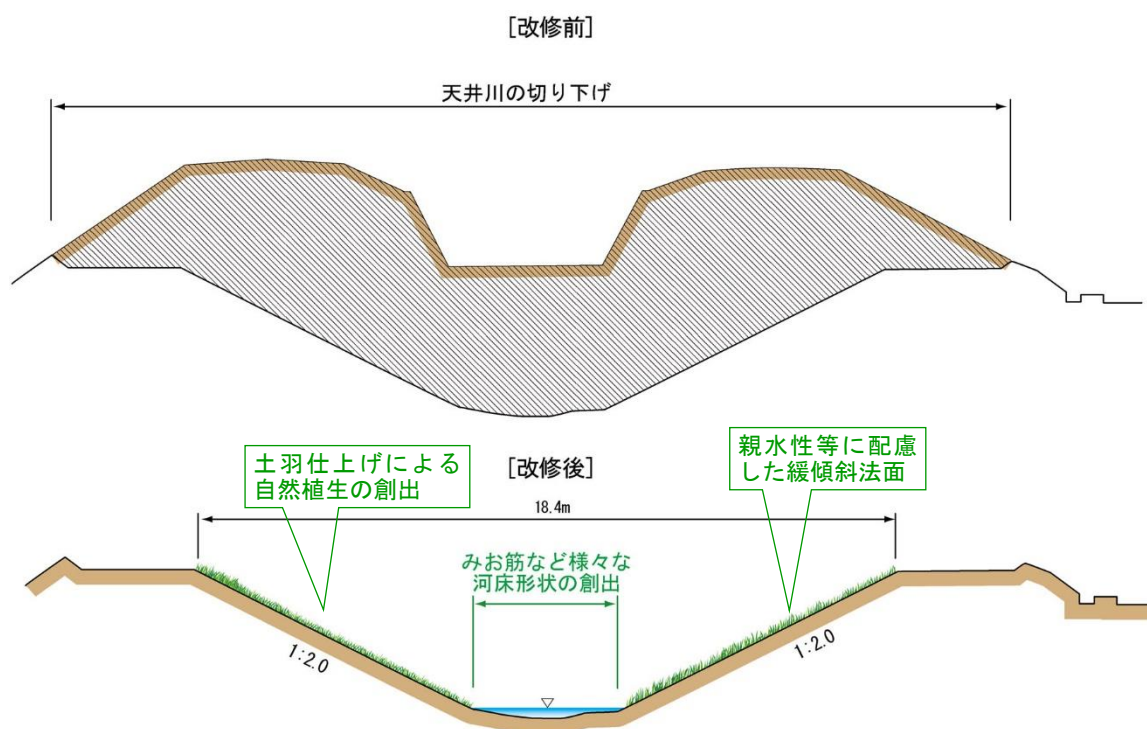 [改修前]
天井川の切り下げ
土羽仕上げによる
自然植生の創出
[改修後]
親水性等に配慮
した緩傾斜法面
18.4m
みお筋など様々な
河床形状の創出
1:2.0
1:2.0